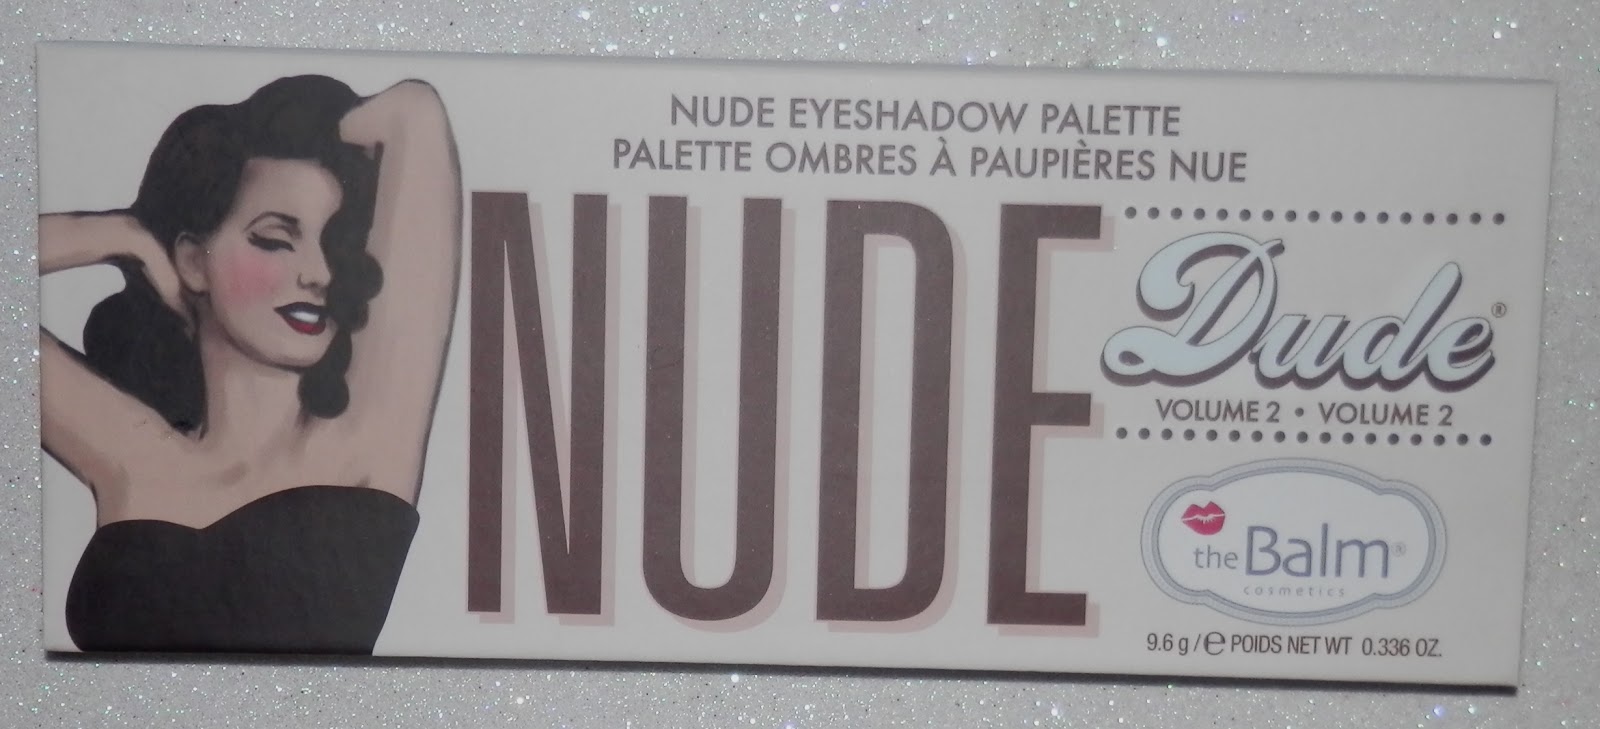 NUDE EYESHADOW PALETTE
PALETTE OMBRES À PAUPIÈRES NUE
NUDE
Dude®
VOLUME 2 • VOLUME 2
the Balm®
cosmetics
9.6 g / ℮ POIDS NET WT 0.336 OZ.